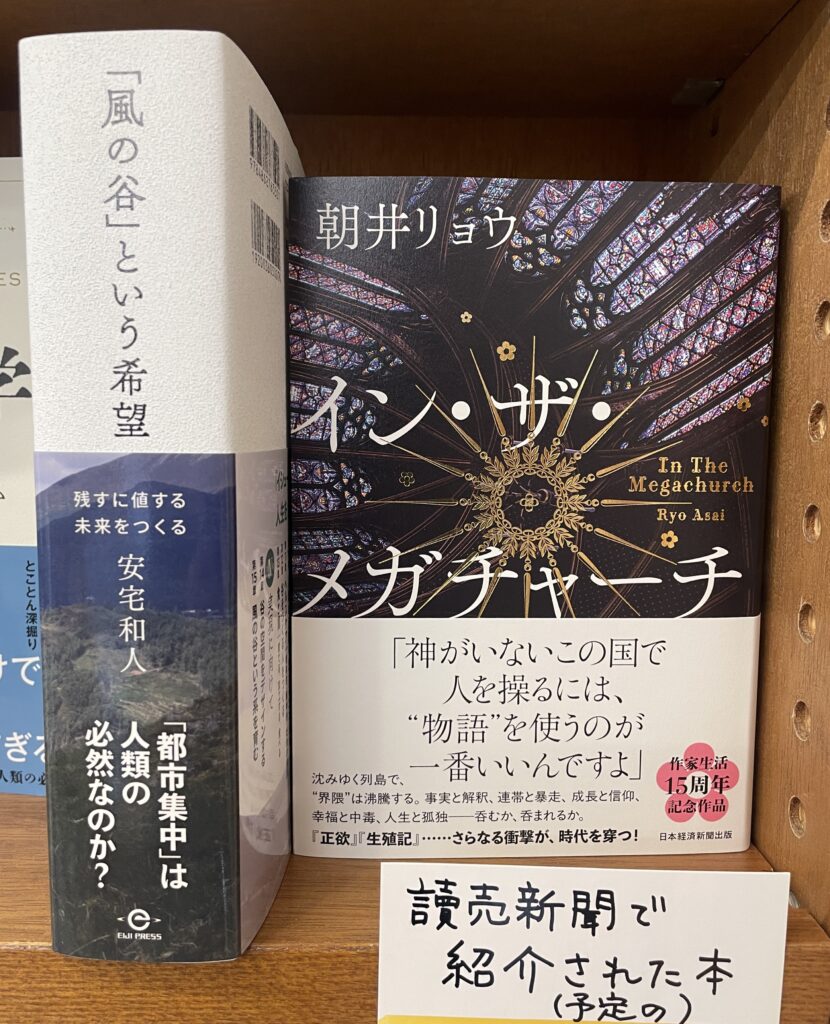 「風の谷」という希望
残すに値する
未来をつくる
安宅和人
「都市集中」は
人類の
必然なのか?
EIJI PRESS
とことん深掘り
朝井リョウ
イン・ザ・
メガチャーチ
In The
Megachurch
Ryo Asai
「神がいないこの国で
人を操るには、
“物語”を使うのが
一番いいんですよ」
沈みゆく列島で、
“界隈”は沸騰する。事実と解釈、連帯と暴走、成長と信仰、
幸福と中毒、人生と孤独――呑むか、呑まれるか。
『正欲』『生殖記』……さらなる衝撃が、時代を穿つ!
作家生活
15周年
記念作品
日本経済新聞出版
讀売新聞で
紹介された本
(予定の)